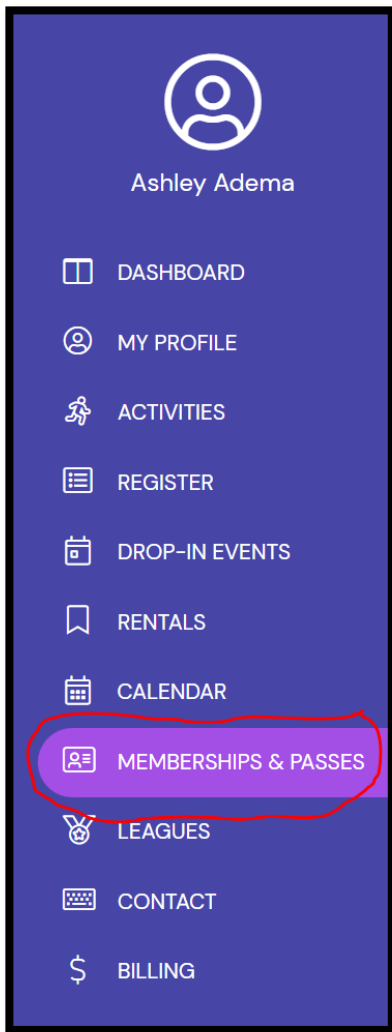 Ashley Adema
DASHBOARD
MY PROFILE
ACTIVITIES
REGISTER
DROP-IN EVENTS
RENTALS
CALENDAR
MEMBERSHIPS & PASSES
LEAGUES
CONTACT
$ BILLING